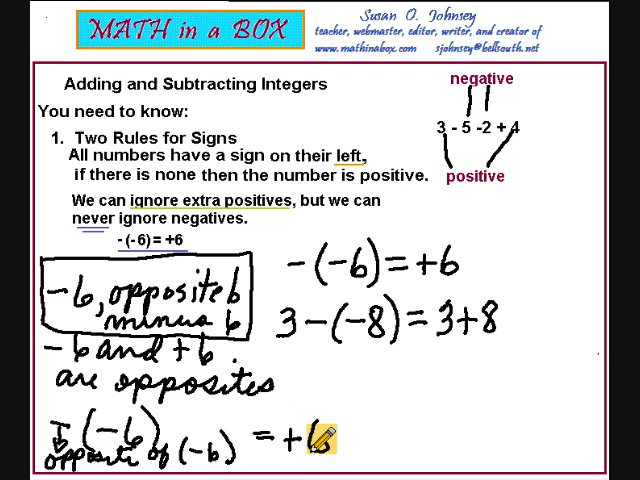 MATH in a BOX
Susan O. Johnsey
teacher, webmaster, editor, writer, and creator of
www.mathinabox.com sjohnsey@bellsouth.net
Adding and Subtracting Integers
You need to know:
1. Two Rules for Signs
All numbers have a sign on their left,
if there is none then the number is positive.
We can ignore extra positives, but we can
never ignore negatives.
-(-6) = +6
negative
3 - 5 -2 + 4
positive
-6, opposite 6
minus 6
-6 and +6
are opposites
-(-6) = +6
opposite of (-6)
-(-6) = +6
3-(-8) = 3+8